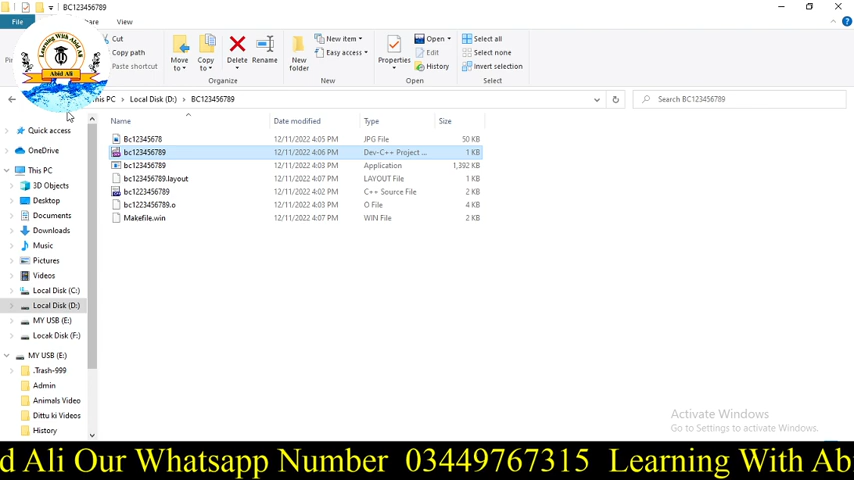 BC123456789
File
are
View
Cut
Copy path
Paste shortcut
Move to
Copy to
Delete
Rename
Organize
New folder
New item
Easy access
New
Properties
Open
Edit
History
Open
Select all
Select none
Invert selection
Select
Learning With Abid Ali
Abid Ali
his PC > Local Disk (D:) > BC123456789
Search BC123456789
Name Date modified Type Size
Bc12345678 12/11/2022 4:05 PM JPG File 50 KB
bc123456789 12/11/2022 4:06 PM Dev-C++ Project ... 1 KB
bc123456789 12/11/2022 4:03 PM Application 1,392 KB
bc123456789.layout 12/11/2022 4:07 PM LAYOUT File 1 KB
bc1223456789 12/11/2022 4:02 PM C++ Source File 2 KB
bc1223456789.o 12/11/2022 4:03 PM O File 4 KB
Makefile.win 12/11/2022 4:07 PM WIN File 2 KB
Quick access
OneDrive
This PC
3D Objects
Desktop
Documents
Downloads
Music
Pictures
Videos
Local Disk (C:)
Local Disk (D:)
MY USB (E:)
Locak Disk (F:)
MY USB (E:)
.Trash-999
Admin
Animals Video
Dittu ki Videos
History
Activate Windows
Go to Settings to activate Windows.
d Ali Our Whatsapp Number 03449767315 Learning With Ab